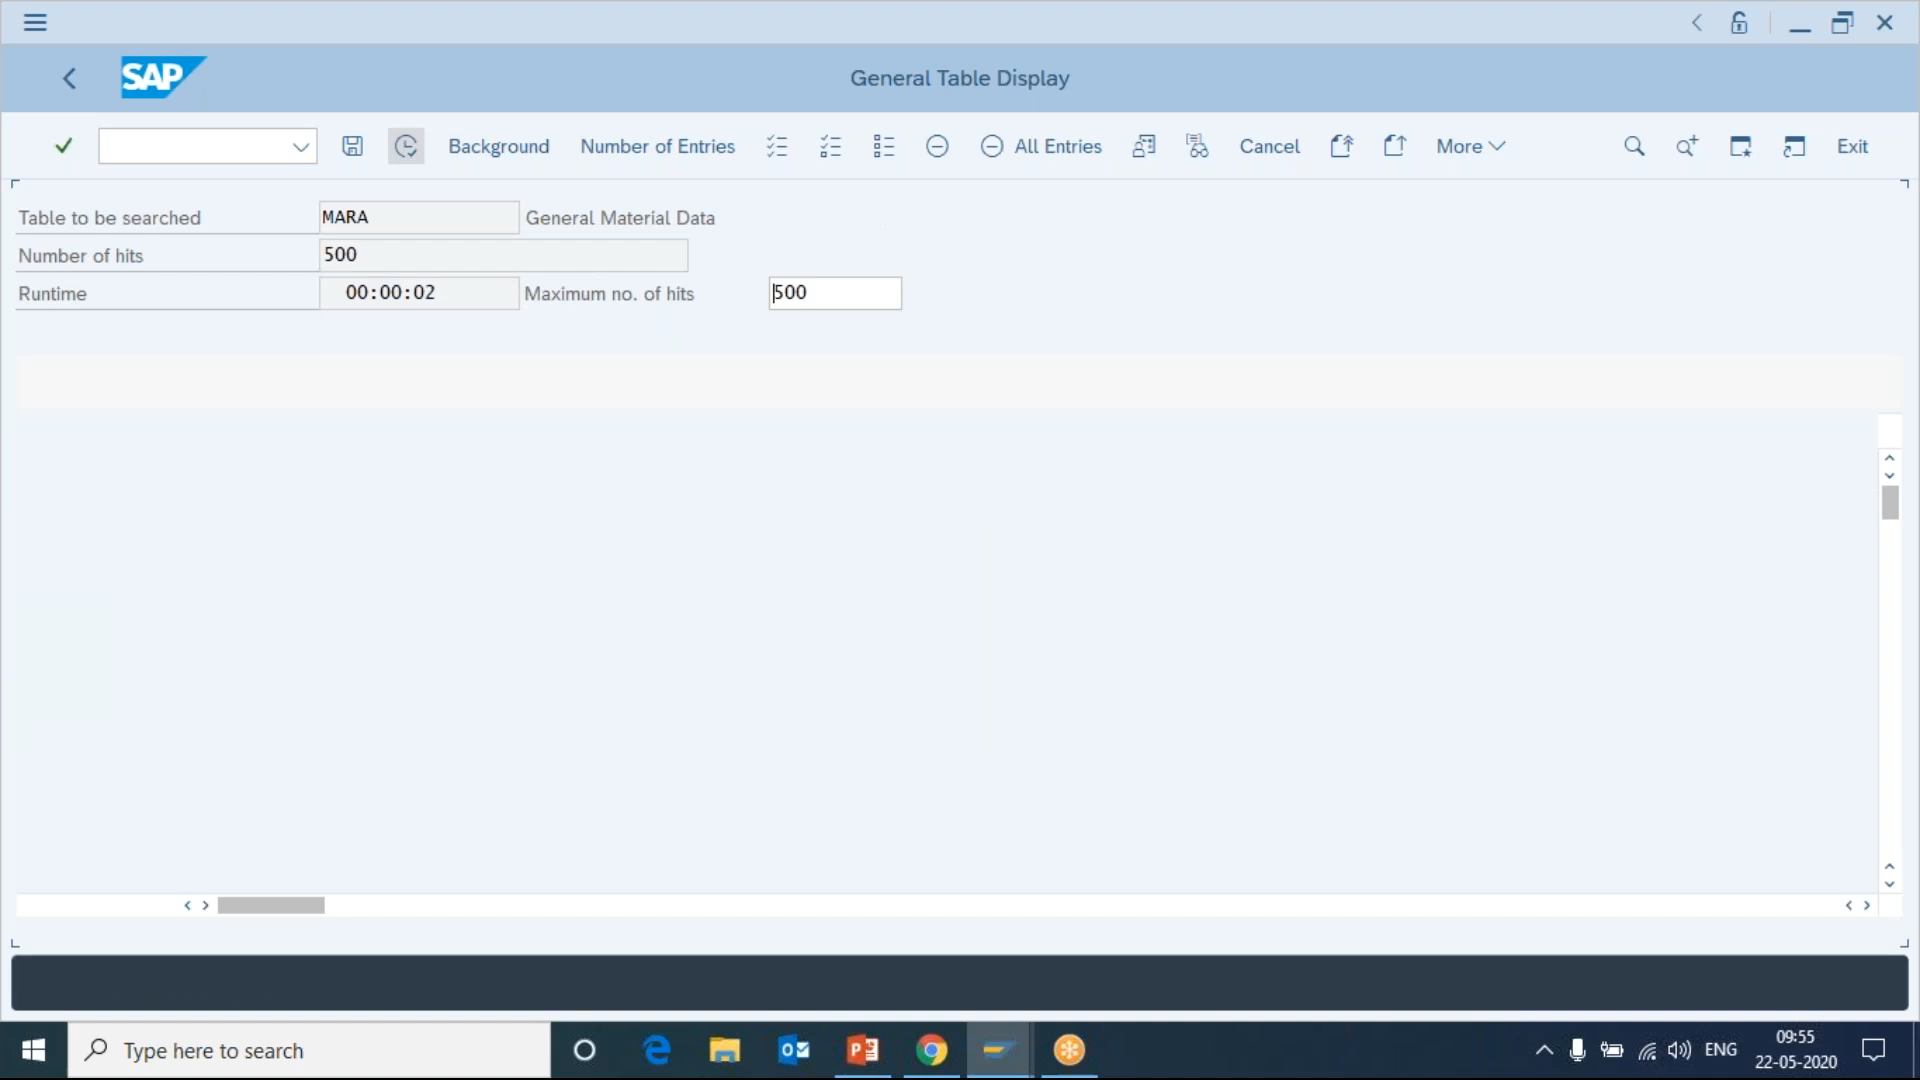 SAP
General Table Display
Background
Number of Entries
All Entries
Cancel
More
Exit
Table to be searched MARA General Material Data
Number of hits 500
Runtime 00:00:02 Maximum no. of hits 500
Type here to search
ENG
09:55
22-05-2020